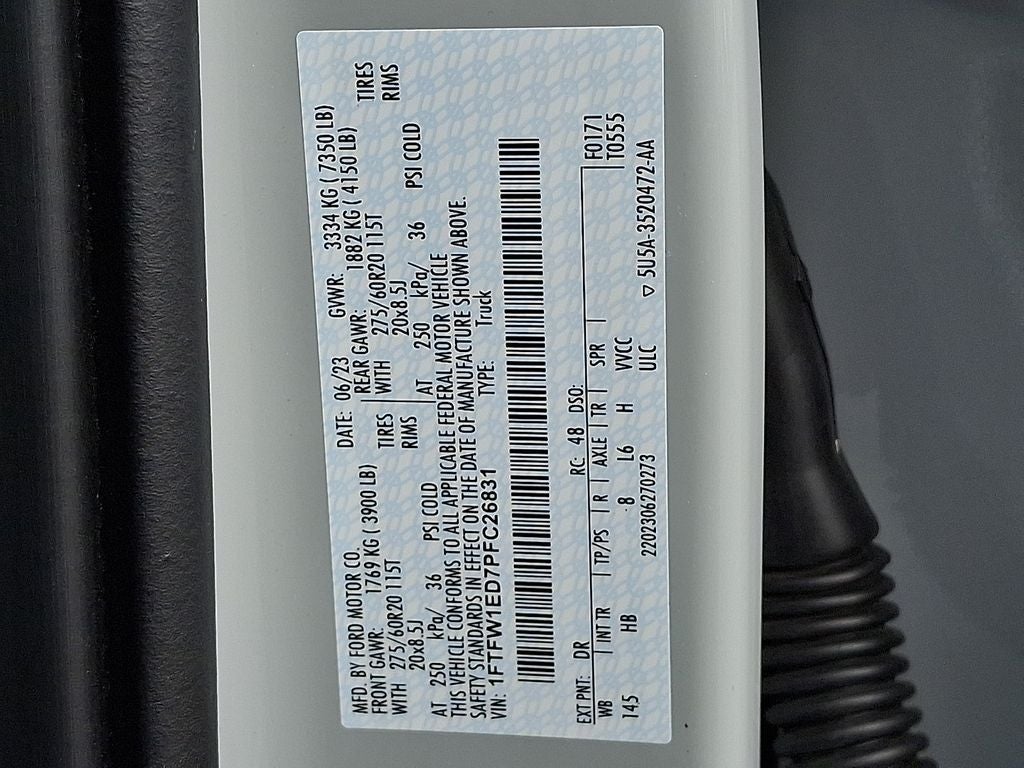 MFD. BY FORD MOTOR CO. DATE: 06/23 GVWR: 3334 KG ( 7350 LB)
FRONT GAWR: 1769 KG ( 3900 LB) REAR GAWR: 1882 KG ( 4150 LB)
WITH 275/60R20 115T TIRES WITH 275/60R20 115T TIRES
20x8.5J RIMS 20x8.5J RIMS
AT 250 kPa/ 36 PSI COLD AT 250 kPa/ 36 PSI COLD
THIS VEHICLE CONFORMS TO ALL APPLICABLE FEDERAL MOTOR VEHICLE
SAFETY STANDARDS IN EFFECT ON THE DATE OF MANUFACTURE SHOWN ABOVE.
VIN: 1FTFW1ED7PFC26831 TYPE: Truck
EXT PNT: DR RC: 48 DSO: F0171
WB INT TR TP/PS R AXLE TR SPR T0555
145 HB 8 L6 H VVCC
2202306270273 ULC ▽ 5U5A-3520472-AA